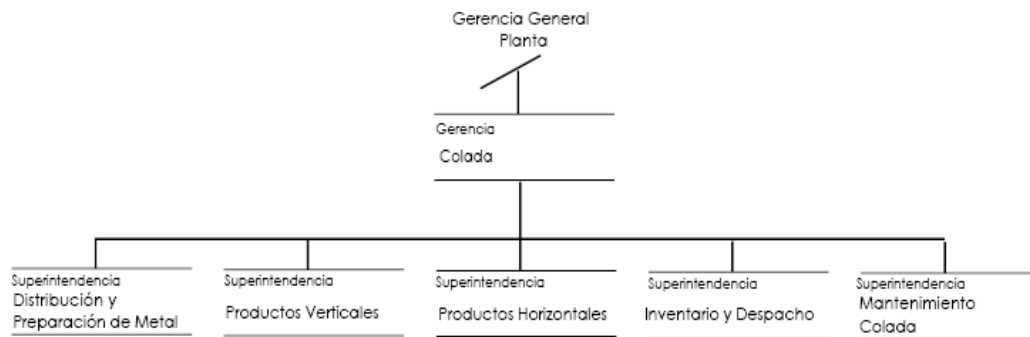 Gerencia General
Planta
Gerencia
Colada
Superintendencia
Distribución y
Preparación de Metal
Superintendencia
Productos Verticales
Superintendencia
Productos Horizontales
Superintendencia
Inventario y Despacho
Superintendencia
Mantenimiento
Colada